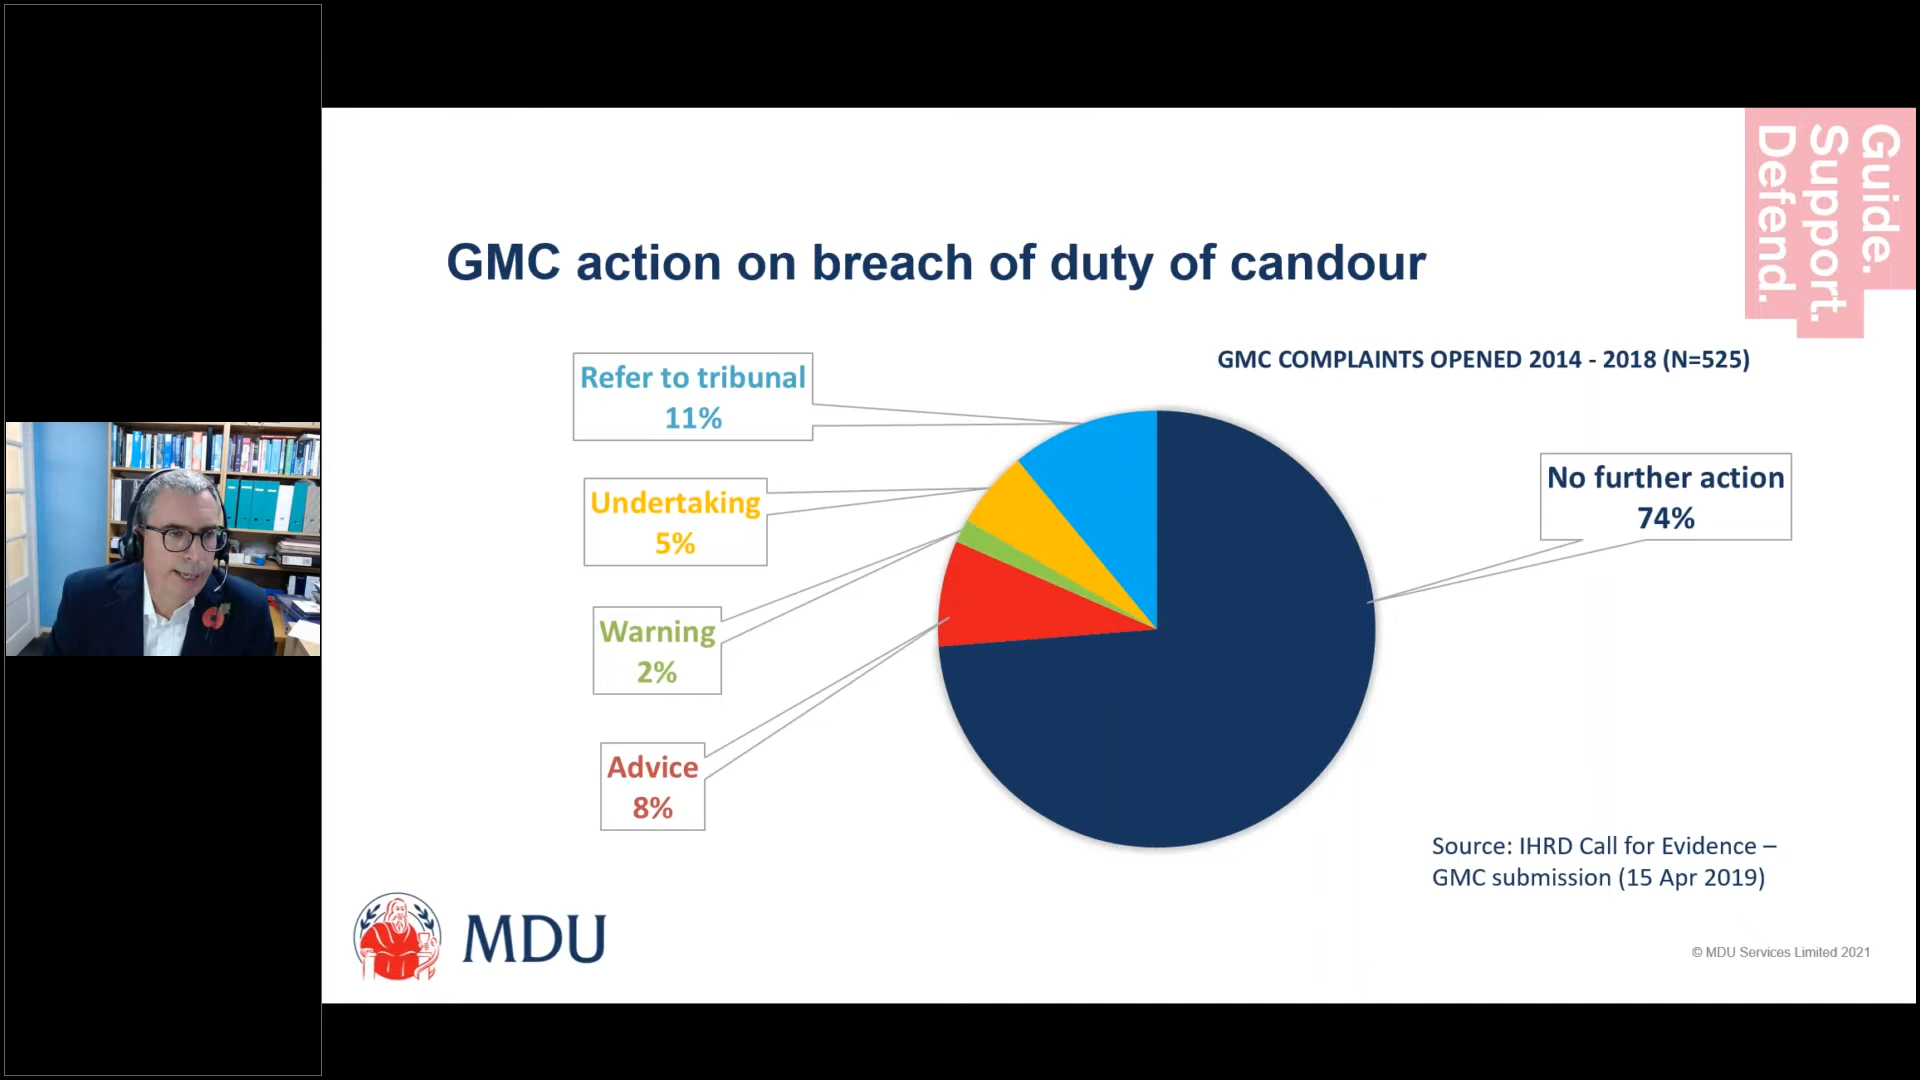 Guide.
Support.
Defend.
GMC action on breach of duty of candour
GMC COMPLAINTS OPENED 2014 - 2018 (N=525)
Refer to tribunal
11%
No further action
74%
Undertaking
5%
Warning
2%
Advice
8%
Source: IHRD Call for Evidence –
GMC submission (15 Apr 2019)
MDU
© MDU Services Limited 2021